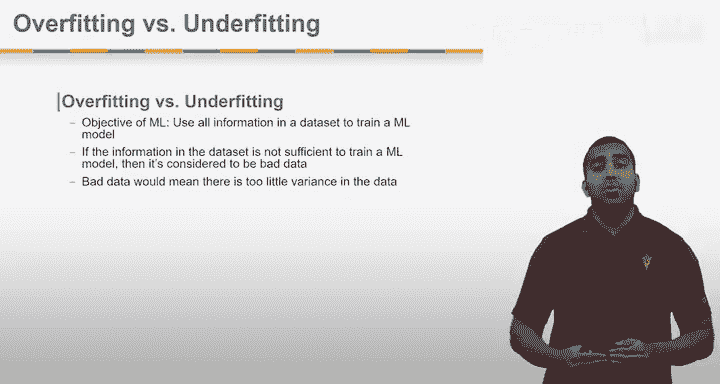 Overfitting vs. Underfitting
Overfitting vs. Underfitting
– Objective of ML: Use all information in a dataset to train a ML
model
– If the information in the dataset is not sufficient to train a ML
model, then it's considered to be bad data
– Bad data would mean there is too little variance in the data